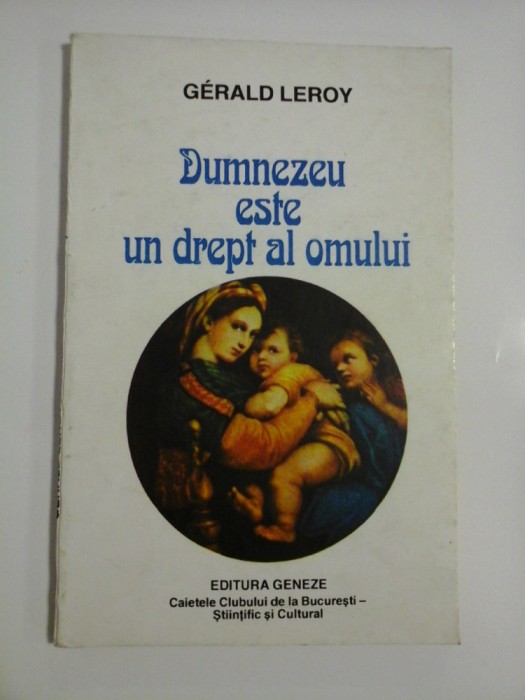 GÉRALD LEROY
Dumnezeu
este
un drept al omului
EDITURA GENEZE
Caietele Clubului de la București –
Științific și Cultural